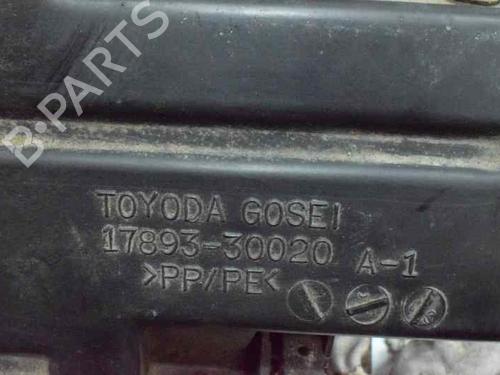 B-PARTS
TOYODA GOSEI
17893-30020 A-1
>PP/PE<